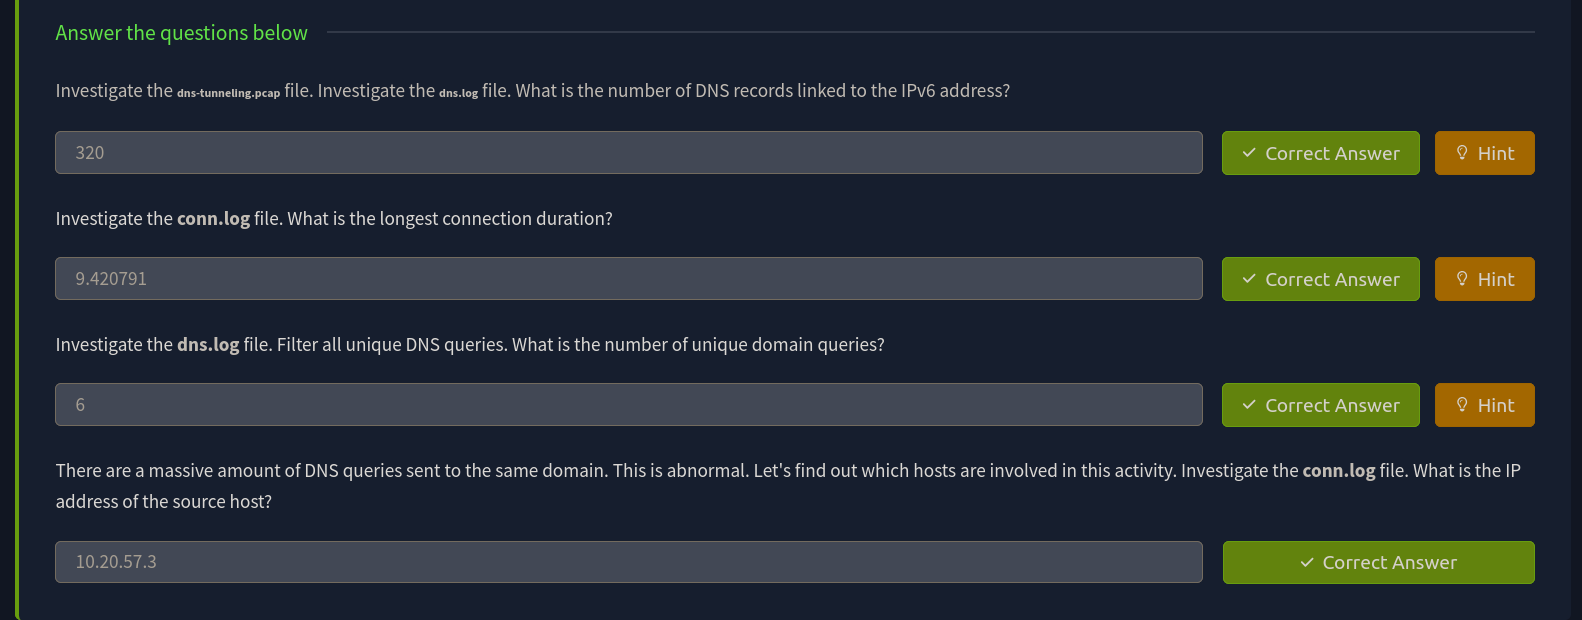 Answer the questions below
Investigate the dns-tunneling.pcap file. Investigate the dns.log file. What is the number of DNS records linked to the IPv6 address?
320
Correct Answer
Hint
Investigate the conn.log file. What is the longest connection duration?
9.420791
Correct Answer
Hint
Investigate the dns.log file. Filter all unique DNS queries. What is the number of unique domain queries?
6
Correct Answer
Hint
There are a massive amount of DNS queries sent to the same domain. This is abnormal. Let's find out which hosts are involved in this activity. Investigate the conn.log file. What is the IP
address of the source host?
10.20.57.3
Correct Answer